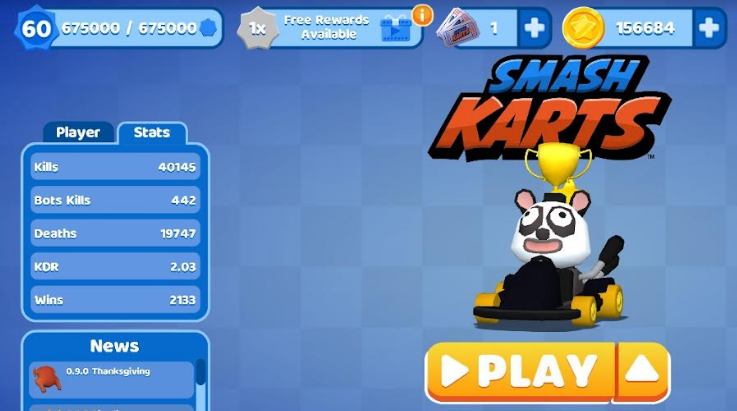 60 675000 / 675000
1x Free Rewards
Available
i
1
156684
SMASH
KARTS
TM
Player Stats
Kills 40145
Bots Kills 442
Deaths 19747
KDR 2.03
Wins 2133
News
0.9.0 Thanksgiving
PLAY